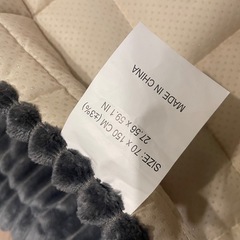 SIZE: 70 x 150 CM (±3%)
27.56 x 59.1 IN
MADE IN CHINA